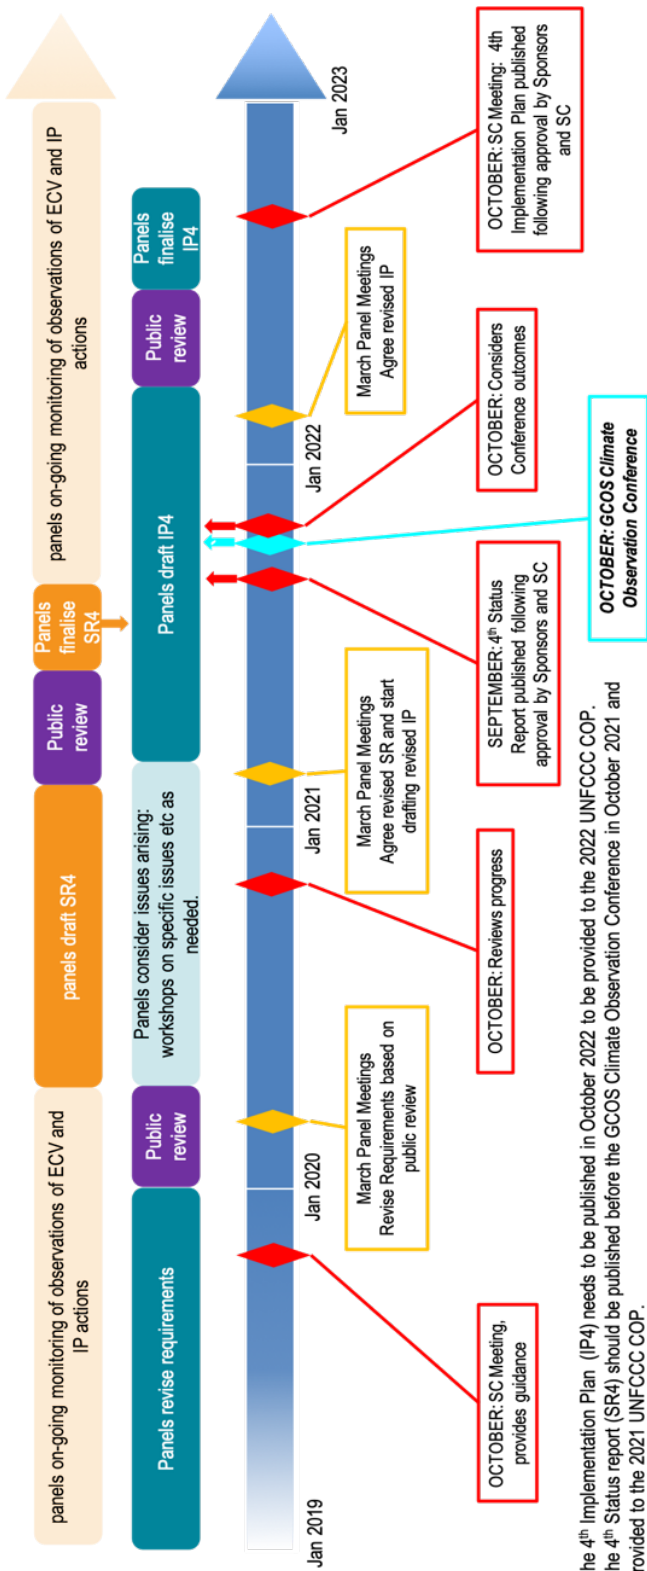 panels on-going monitoring of observations of ECV and
IP actions
panels draft SR4
Public
review
Panels
finalise
SR4
panels on-going monitoring of observations of ECV and IP
actions
Panels revise requirements
Public
review
Panels consider issues arising:
workshops on specific issues etc as
needed.
Panels draft IP4
Public
review
Panels
finalise
IP4
Jan 2019
Jan 2020
Jan 2021
Jan 2022
Jan 2023
March Panel Meetings
Revise Requirements based on
public review
March Panel Meetings
Agree revised SR and start
drafting revised IP
March Panel Meetings
Agree revised IP
OCTOBER: SC Meeting,
provides guidance
OCTOBER: Reviews progress
SEPTEMBER: 4th Status
Report published following
approval by Sponsors and SC
OCTOBER: Considers
Conference outcomes
OCTOBER: SC Meeting: 4th
Implementation Plan published
following approval by Sponsors
and SC
OCTOBER: GCOS Climate
Observation Conference
he 4th Implementation Plan (IP4) needs to be published in October 2022 to be provided to the 2022 UNFCCC COP.
he 4th Status report (SR4) should be published before the GCOS Climate Observation Conference in October 2021 and
rovided to the 2021 UNFCCC COP.